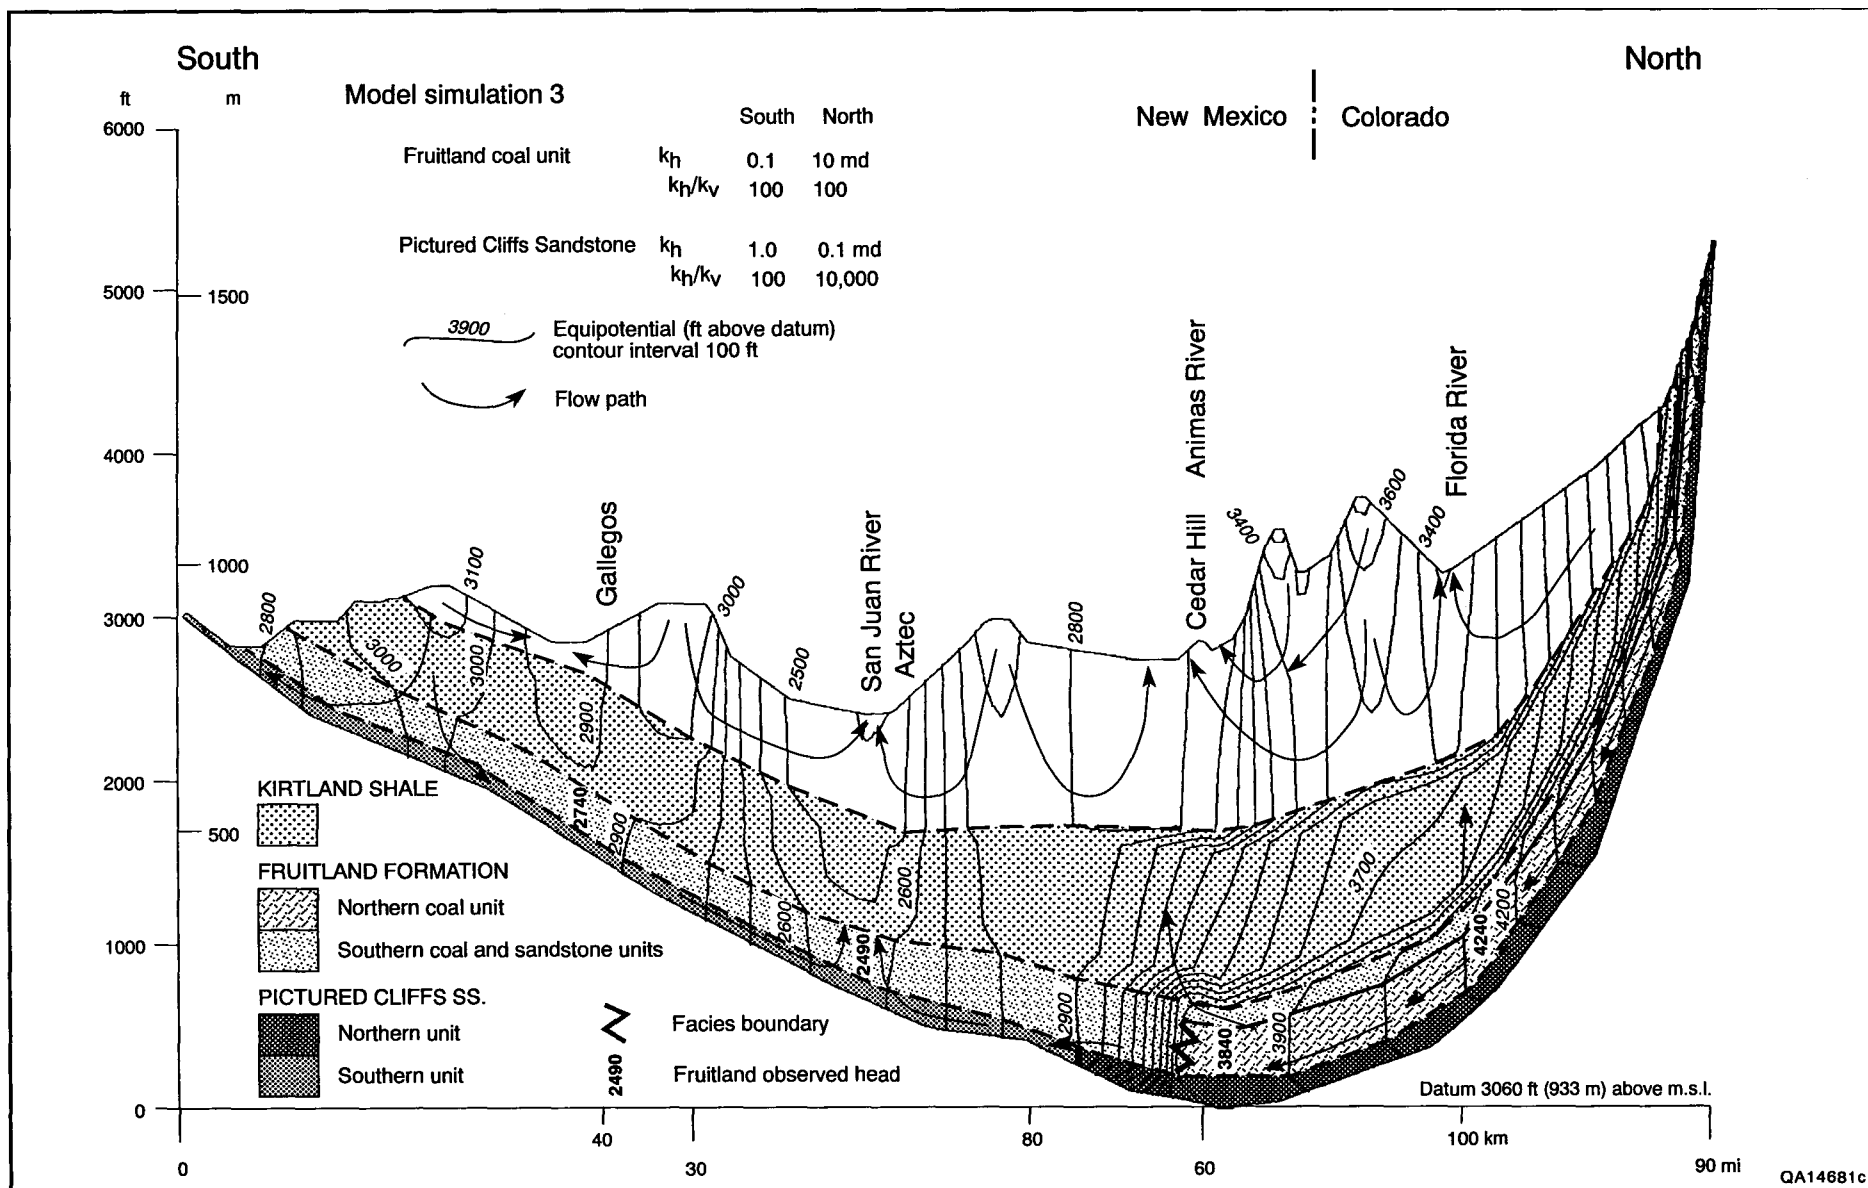 South
North
ft
m
Model simulation 3
New Mexico
Colorado
South North
Fruitland coal unit kh 0.1 10 md
kh/kv 100 100
Pictured Cliffs Sandstone kh 1.0 0.1 md
kh/kv 100 10,000
3900 Equipotential (ft above datum)
contour interval 100 ft
Flow path
6000
5000
4000
3000
2000
1000
0
1500
1000
500
2800
3000
3100
3000
Gallegos
2900
2740
2900
3000
2500
2600
San Juan River
Aztec
2490
2600
2800
2900
Cedar Hill
Animas River
3400
3600
3400
Florida River
3700
3840
3900
4240
4200
KIRTLAND SHALE
FRUITLAND FORMATION
Northern coal unit
Southern coal and sandstone units
PICTURED CLIFFS SS.
Northern unit
Southern unit
Facies boundary
2490 Fruitland observed head
Datum 3060 ft (933 m) above m.s.l.
40
80
100 km
0
30
60
90 mi
QA14681c